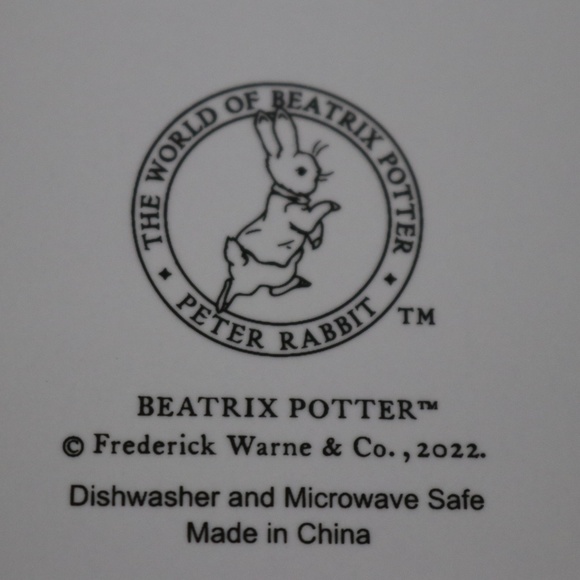 THE WORLD OF BEATRIX POTTER
PETER RABBIT
TM
BEATRIX POTTER™
© Frederick Warne & Co. , 2022.
Dishwasher and Microwave Safe
Made in China